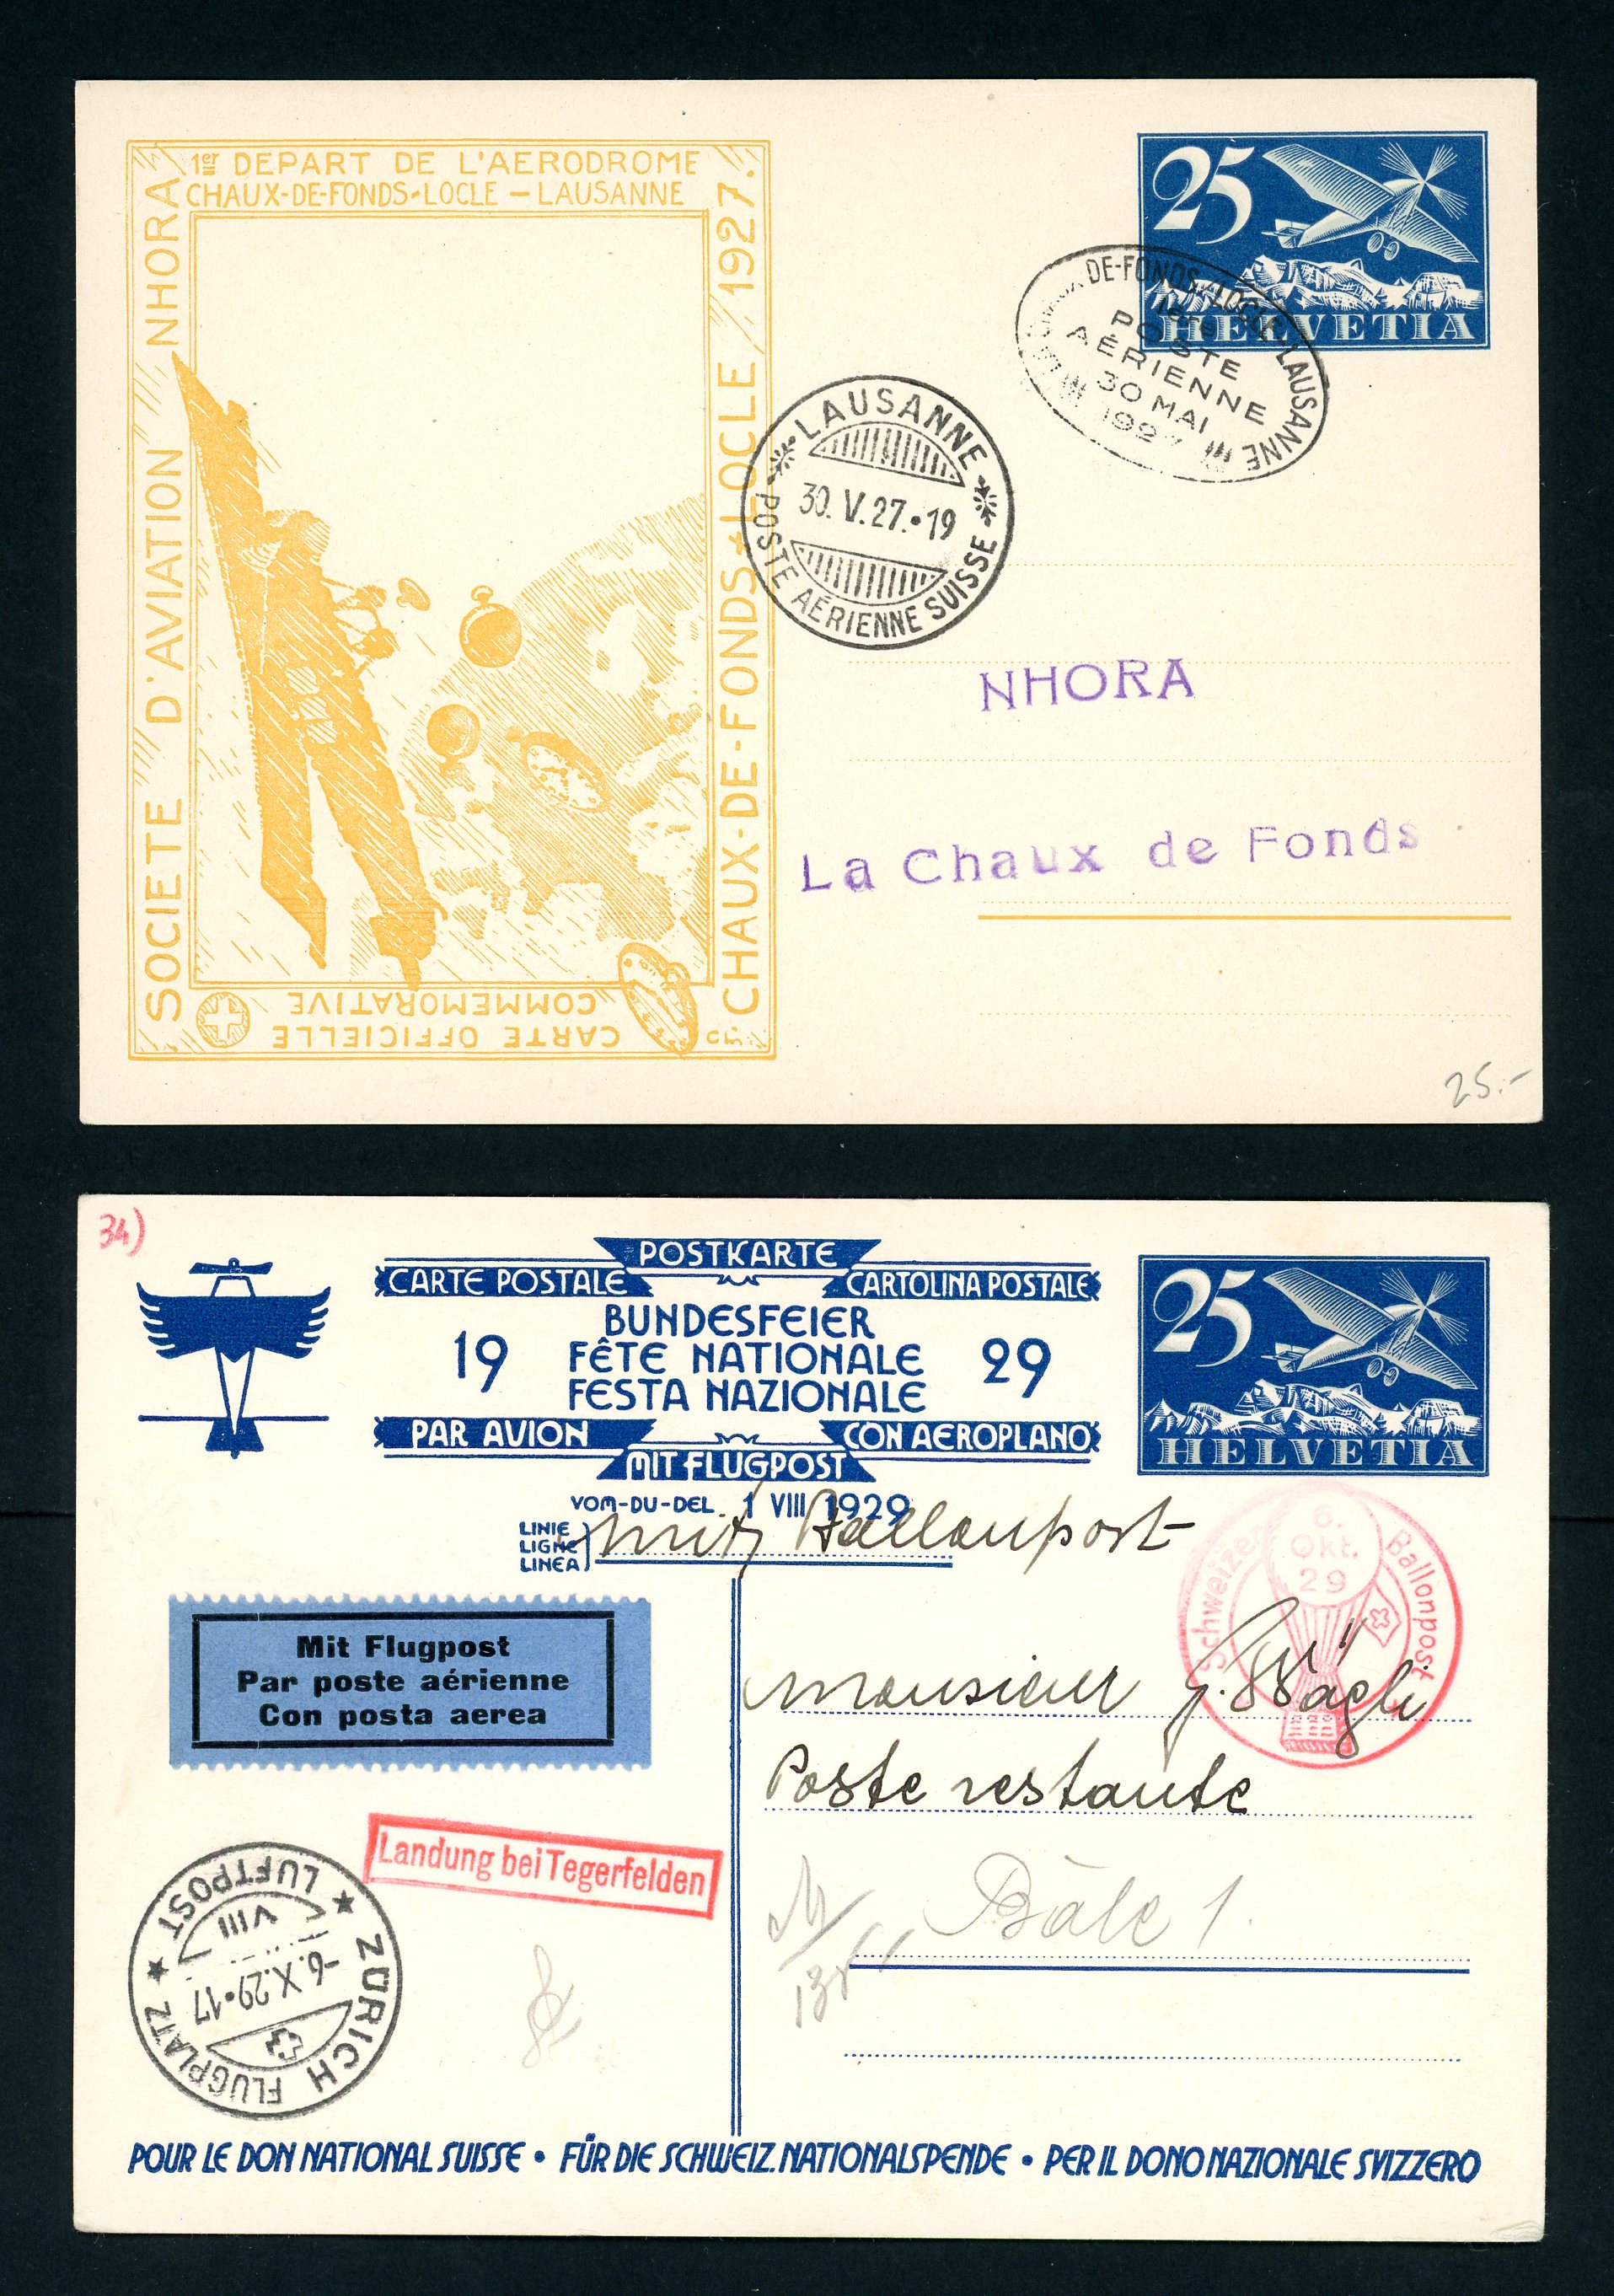 1er DEPART DE L'AERODROME
CHAUX-DE-FONDS-LOCLE — LAUSANNE
SOCIETE D'AVIATION NHORA
CHAUX-DE-FONDS + LOCLE 1927.
CARTE OFFICIELLE
COMMEMORATIVE
25
HELVETIA
DE-FONDS-LOCLE-LAUSANNE
POSTE
AÉRIENNE
30 MAI
1927
LAUSANNE
30. V. 27. • 19
POSTE AÉRIENNE SUISSE
NHORA
La Chaux de Fonds
25.-
34)
POSTKARTE
CARTE POSTALE CARTOLINA POSTALE
BUNDESFEIER
19 FÊTE NATIONALE 29
FESTA NAZIONALE
PAR AVION CON AEROPLANO
MIT FLUGPOST
VOM-DU-DEL 1 VIII 1929
LINIE
LIGNE
LINEA
mit Ballonpost
25
HELVETIA
Schweizer Ballonpost
6.
Okt.
29
Mit Flugpost
Par poste aérienne
Con posta aerea
Monsieur G. Wägli
Poste restante
Bâle 1.
Landung bei Tegerfelden
ZÜRICH FLUGPLATZ
-6. X. 29 • 17
VIII
LUFTPOST
POUR LE DON NATIONAL SUISSE • FÜR DIE SCHWEIZ. NATIONALSPENDE • PER IL DONO NAZIONALE SVIZZERO